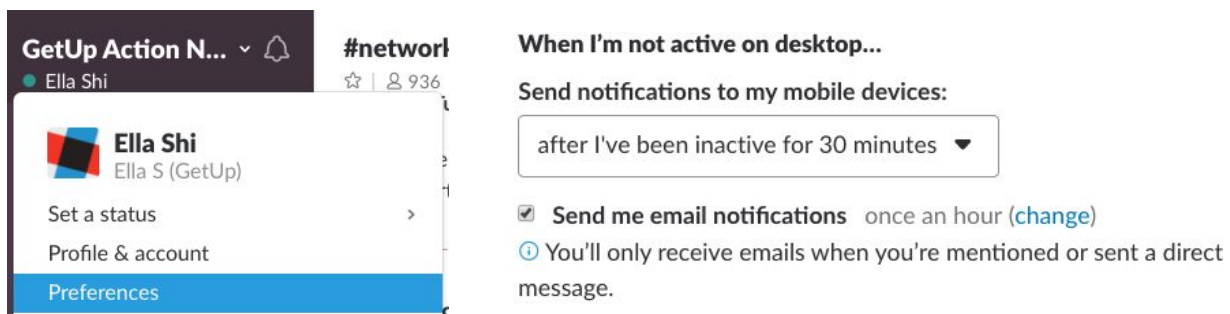 GetUp Action N...
Ella Shi
#network
936
Ella Shi
Ella S (GetUp)
Set a status
Profile & account
Preferences
When I'm not active on desktop...
Send notifications to my mobile devices:
after I've been inactive for 30 minutes
Send me email notifications once an hour (change)
You'll only receive emails when you're mentioned or sent a direct
message.